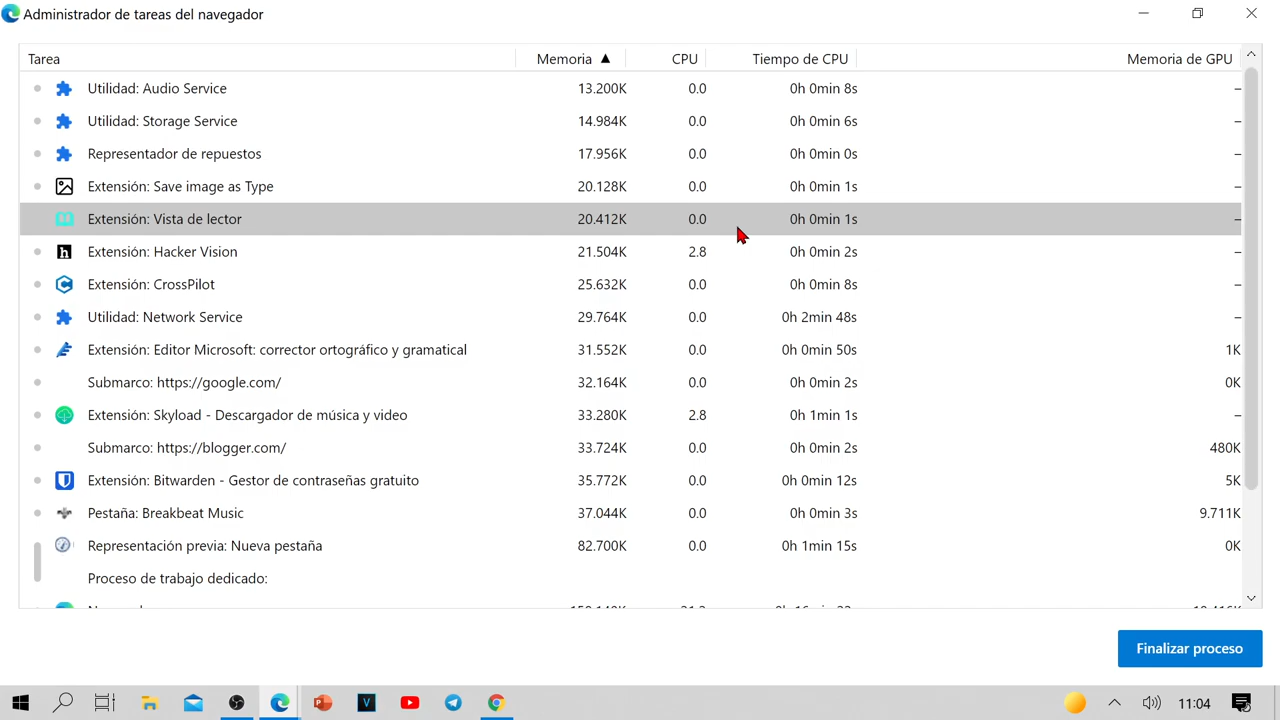 Administrador de tareas del navegador
Tarea Memoria ▲ CPU Tiempo de CPU Memoria de GPU
Utilidad: Audio Service 13.200K 0.0 0h 0min 8s –
Utilidad: Storage Service 14.984K 0.0 0h 0min 6s –
Representador de repuestos 17.956K 0.0 0h 0min 0s –
Extensión: Save image as Type 20.128K 0.0 0h 0min 1s –
Extensión: Vista de lector 20.412K 0.0 0h 0min 1s –
Extensión: Hacker Vision 21.504K 2.8 0h 0min 2s –
Extensión: CrossPilot 25.632K 0.0 0h 0min 8s –
Utilidad: Network Service 29.764K 0.0 0h 2min 48s –
Extensión: Editor Microsoft: corrector ortográfico y gramatical 31.552K 0.0 0h 0min 50s 1K
Submarco: https://google.com/ 32.164K 0.0 0h 0min 2s 0K
Extensión: Skyload - Descargador de música y video 33.280K 2.8 0h 1min 1s –
Submarco: https://blogger.com/ 33.724K 0.0 0h 0min 2s 480K
Extensión: Bitwarden - Gestor de contraseñas gratuito 35.772K 0.0 0h 0min 12s 5K
Pestaña: Breakbeat Music 37.044K 0.0 0h 0min 3s 9.711K
Representación previa: Nueva pestaña 82.700K 0.0 0h 1min 15s 0K
Proceso de trabajo dedicado:
Finalizar proceso
11:04